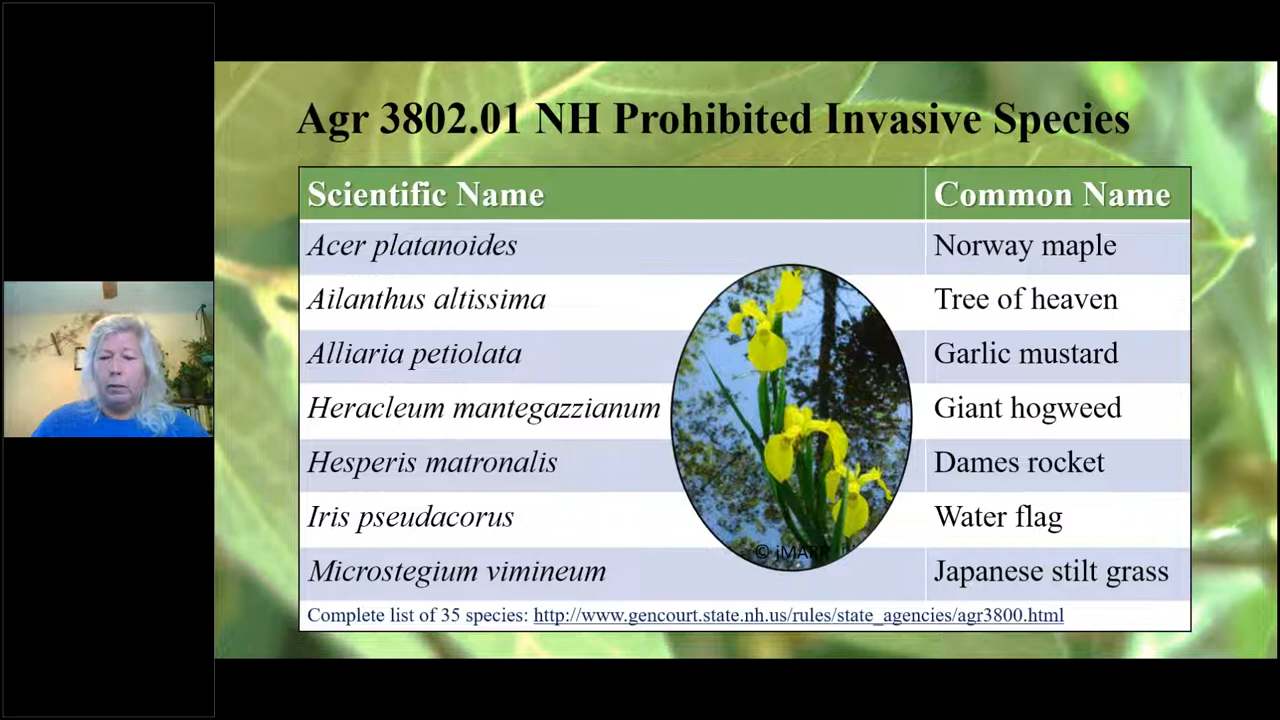 Agr 3802.01 NH Prohibited Invasive Species
Scientific Name Common Name
Acer platanoides Norway maple
Ailanthus altissima Tree of heaven
Alliaria petiolata Garlic mustard
Heracleum mantegazzianum Giant hogweed
Hesperis matronalis Dames rocket
Iris pseudacorus Water flag
© iMAPR
Microstegium vimineum Japanese stilt grass
Complete list of 35 species: http://www.gencourt.state.nh.us/rules/state_agencies/agr3800.html